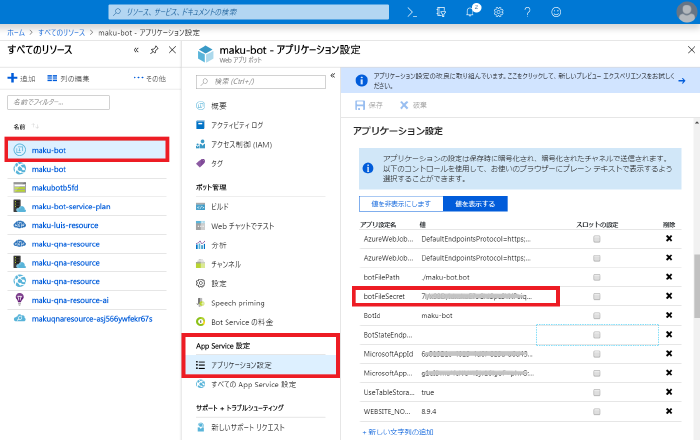 リソース、サービス、ドキュメントの検索
2
ホーム > すべてのリソース > maku-bot - アプリケーション設定
すべてのリソース
追加
列の編集
その他
名前でフィルター...
名前
maku-bot
maku-bot
makubotb5fd
maku-bot-service-plan
maku-luis-resource
maku-qna-resource
maku-qna-resource
maku-qna-resource
maku-qna-resource-ai
makuqnaresource-asj566ywfekr67s
maku-bot - アプリケーション設定
Web アプリ ボット
検索 (Ctrl+/)
概要
アクティビティ ログ
アクセス制御 (IAM)
タグ
ボット管理
ビルド
Web チャットでテスト
分析
チャンネル
設定
Speech priming
Bot Service の料金
App Service 設定
アプリケーション設定
すべての App Service 設定
サポート + トラブルシューティング
新しいサポート リクエスト
アプリケーション設定の改良に取り組んでいます。ここをクリックして、新しいプレビュー エクスペリエンスをお試しください。
保存
破棄
アプリケーション設定
アプリケーションの設定は保存時に暗号化され、暗号化されたチャネルで送信されます。
以下のコントロールを使用して、お使いのブラウザーにプレーン テキストで表示するよう
選択することができます。
値を非表示にします
値を表示する
アプリ設定名 値 スロットの設定 削除
AzureWebJob... DefaultEndpointsProtocol=https;...
AzureWebJob... DefaultEndpointsProtocol=https;...
botFilePath ./maku-bot.bot
botFileSecret
BotId maku-bot
BotStateEndp...
MicrosoftAppId
MicrosoftApp...
UseTableStora... true
WEBSITE_NO... 8.9.4
+ 新しい文字列の追加